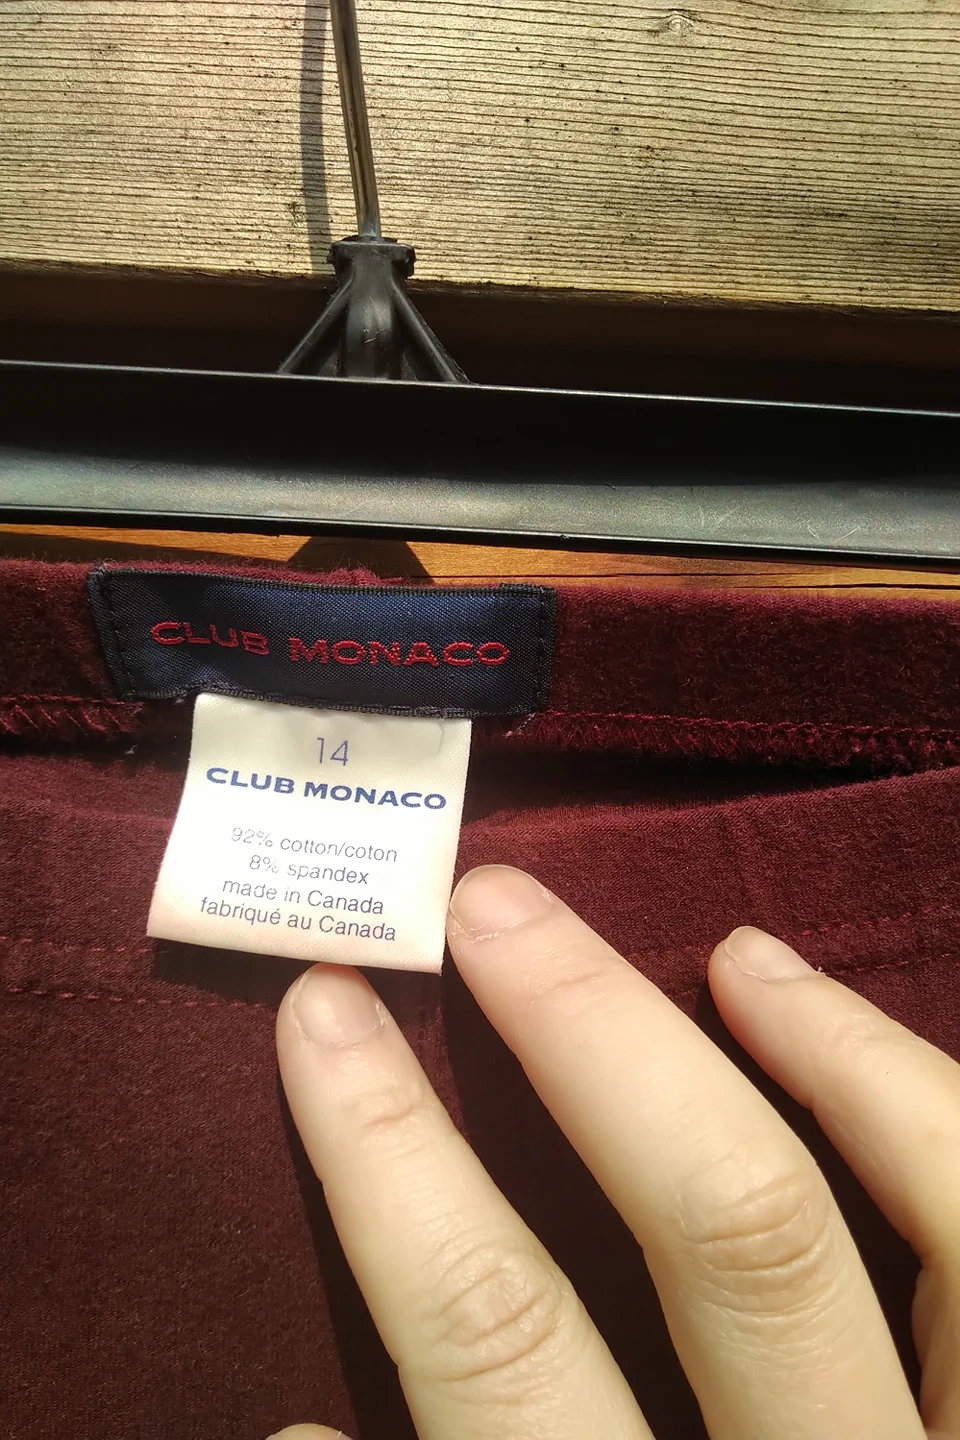 CLUB MONACO
14
CLUB MONACO
92% cotton/coton
8% spandex
made in Canada
fabriqué au Canada